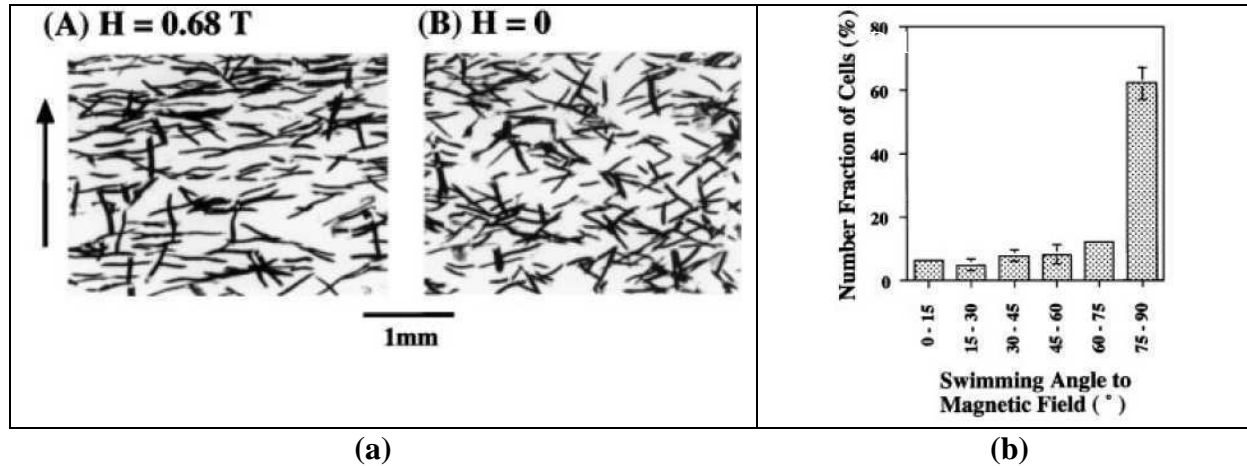 (A) H = 0.68 T
(B) H = 0
1mm
Number Fraction of Cells (%)
80
60
40
20
0
0 - 15
15 - 30
30 - 45
45 - 60
60 - 75
75 - 90
Swimming Angle to
Magnetic Field ( ° )
(a)
(b)